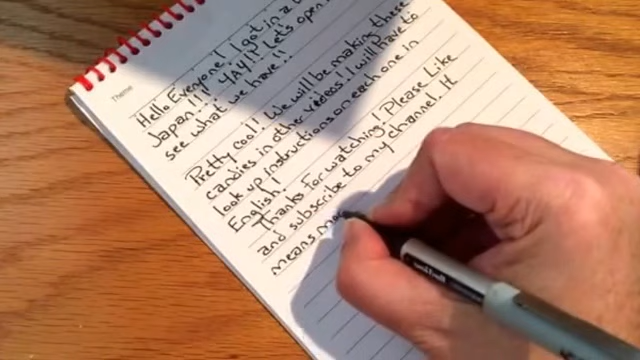 Theme
Hello Everyone! I got in a
Japan!!! YAY!! Let's open
see what we have!!
Pretty cool! We will be making these
candies in other videos! I will have to
look up instructions on each one in
English!
Thanks for watching! Please Like
and subscribe to my channel. It
means